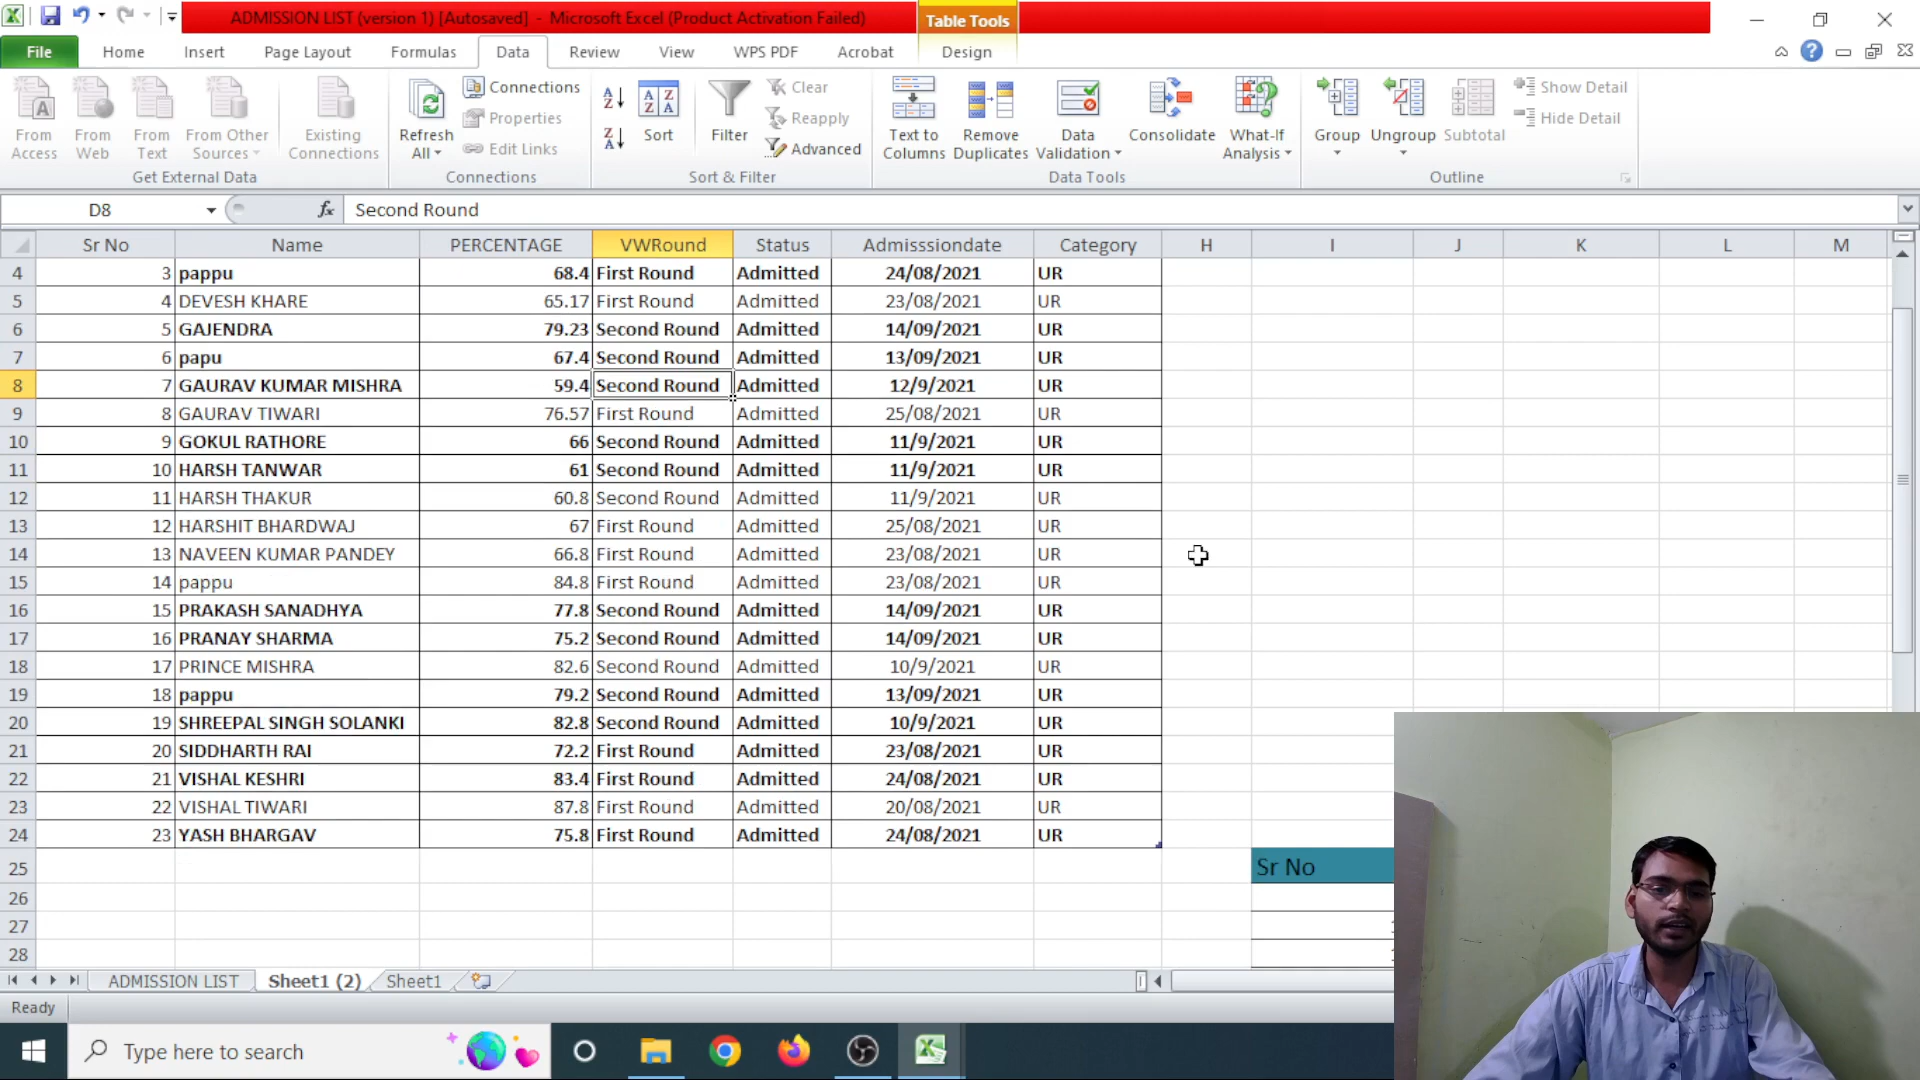 ADMISSION LIST (version 1) [Autosaved] - Microsoft Excel (Product Activation Failed)
Table Tools
File Home Insert Page Layout Formulas Data Review View WPS PDF Acrobat Design
From Access
From Web
From Text
From Other Sources
Existing Connections
Get External Data
Refresh All
Connections
Properties
Edit Links
Connections
Sort
Filter
Clear
Reapply
Advanced
Sort & Filter
Text to Columns
Remove Duplicates
Data Validation
Consolidate
What-If Analysis
Data Tools
Group
Ungroup
Subtotal
Show Detail
Hide Detail
Outline
D8 fx Second Round
Sr No Name PERCENTAGE VWRound Status Admisssiondate Category H I J K L M
4 3 pappu 68.4 First Round Admitted 24/08/2021 UR
5 4 DEVESH KHARE 65.17 First Round Admitted 23/08/2021 UR
6 5 GAJENDRA 79.23 Second Round Admitted 14/09/2021 UR
7 6 papu 67.4 Second Round Admitted 13/09/2021 UR
8 7 GAURAV KUMAR MISHRA 59.4 Second Round Admitted 12/9/2021 UR
9 8 GAURAV TIWARI 76.57 First Round Admitted 25/08/2021 UR
10 9 GOKUL RATHORE 66 Second Round Admitted 11/9/2021 UR
11 10 HARSH TANWAR 61 Second Round Admitted 11/9/2021 UR
12 11 HARSH THAKUR 60.8 Second Round Admitted 11/9/2021 UR
13 12 HARSHIT BHARDWAJ 67 First Round Admitted 25/08/2021 UR
14 13 NAVEEN KUMAR PANDEY 66.8 First Round Admitted 23/08/2021 UR
15 14 pappu 84.8 First Round Admitted 23/08/2021 UR
16 15 PRAKASH SANADHYA 77.8 Second Round Admitted 14/09/2021 UR
17 16 PRANAY SHARMA 75.2 Second Round Admitted 14/09/2021 UR
18 17 PRINCE MISHRA 82.6 Second Round Admitted 10/9/2021 UR
19 18 pappu 79.2 Second Round Admitted 13/09/2021 UR
20 19 SHREEPAL SINGH SOLANKI 82.8 Second Round Admitted 10/9/2021 UR
21 20 SIDDHARTH RAI 72.2 First Round Admitted 23/08/2021 UR
22 21 VISHAL KESHRI 83.4 First Round Admitted 24/08/2021 UR
23 22 VISHAL TIWARI 87.8 First Round Admitted 20/08/2021 UR
24 23 YASH BHARGAV 75.8 First Round Admitted 24/08/2021 UR
25 Sr No
26
27
28
ADMISSION LIST Sheet1 (2) Sheet1
Ready
Type here to search